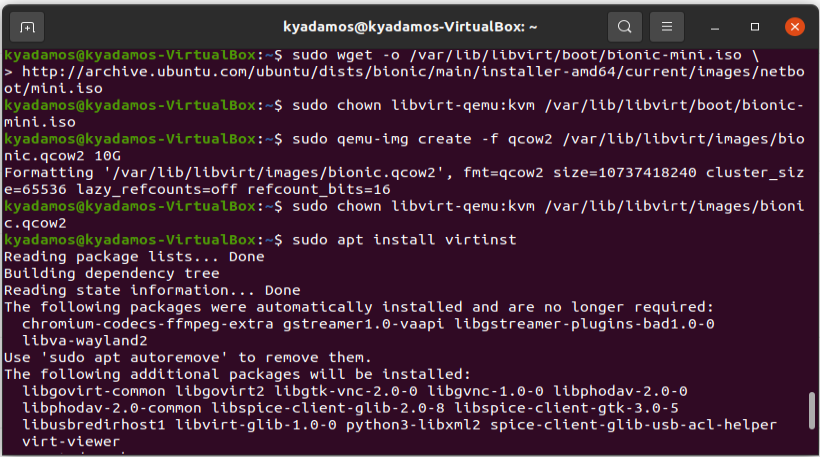 kyadamos@kyadamos-VirtualBox: ~
kyadamos@kyadamos-VirtualBox:~$ sudo wget -o /var/lib/libvirt/boot/bionic-mini.iso \
> http://archive.ubuntu.com/ubuntu/dists/bionic/main/installer-amd64/current/images/netbo
ot/mini.iso
kyadamos@kyadamos-VirtualBox:~$ sudo chown libvirt-qemu:kvm /var/lib/libvirt/boot/bionic-
mini.iso
kyadamos@kyadamos-VirtualBox:~$ sudo qemu-img create -f qcow2 /var/lib/libvirt/images/bio
nic.qcow2 10G
Formatting '/var/lib/libvirt/images/bionic.qcow2', fmt=qcow2 size=10737418240 cluster_siz
e=65536 lazy_refcounts=off refcount_bits=16
kyadamos@kyadamos-VirtualBox:~$ sudo chown libvirt-qemu:kvm /var/lib/libvirt/images/bioni
c.qcow2
kyadamos@kyadamos-VirtualBox:~$ sudo apt install virtinst
Reading package lists... Done
Building dependency tree
Reading state information... Done
The following packages were automatically installed and are no longer required:
  chromium-codecs-ffmpeg-extra gstreamer1.0-vaapi libgstreamer-plugins-bad1.0-0
  libva-wayland2
Use 'sudo apt autoremove' to remove them.
The following additional packages will be installed:
  libgovirt-common libgovirt2 libgtk-vnc-2.0-0 libgvnc-1.0-0 libphodav-2.0-0
  libphodav-2.0-common libspice-client-glib-2.0-8 libspice-client-gtk-3.0-5
  libusbredirhost1 libvirt-glib-1.0-0 python3-libxml2 spice-client-glib-usb-acl-helper
  virt-viewer